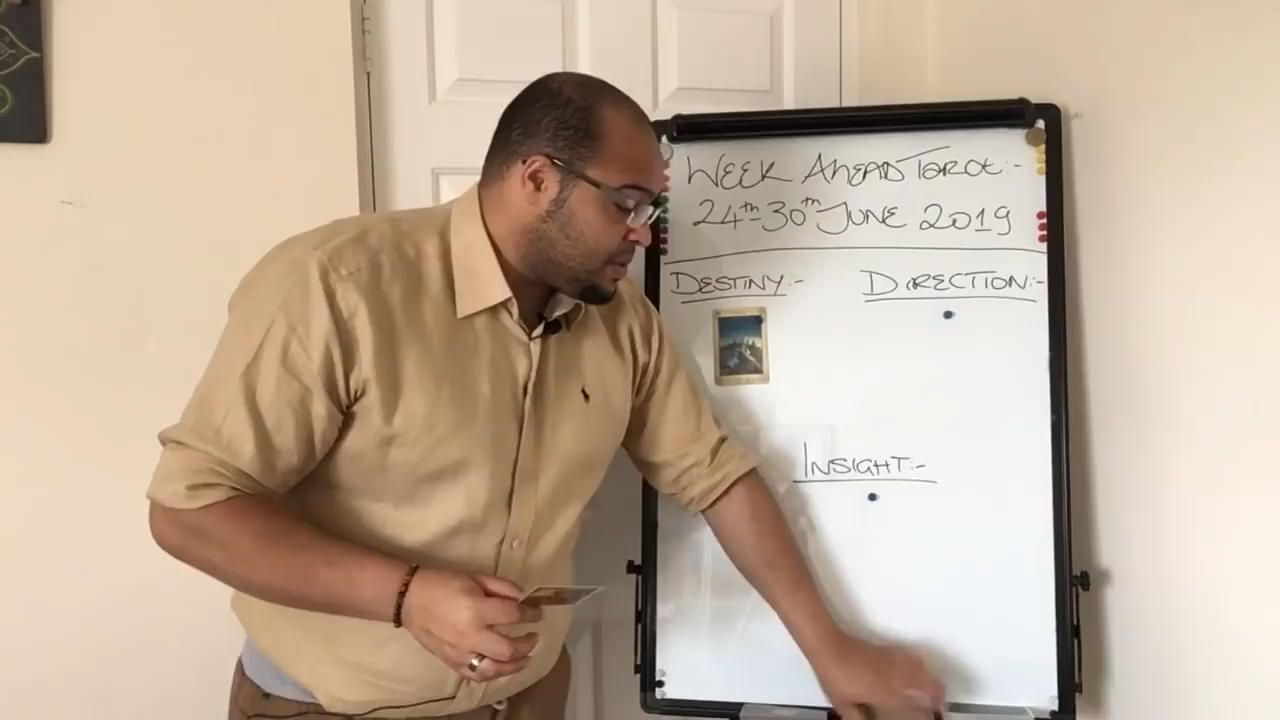 WEEK AHEAD TAROT:-
24th-30th JUNE 2019
DESTINY:-
DIRECTION:-
INSIGHT:-